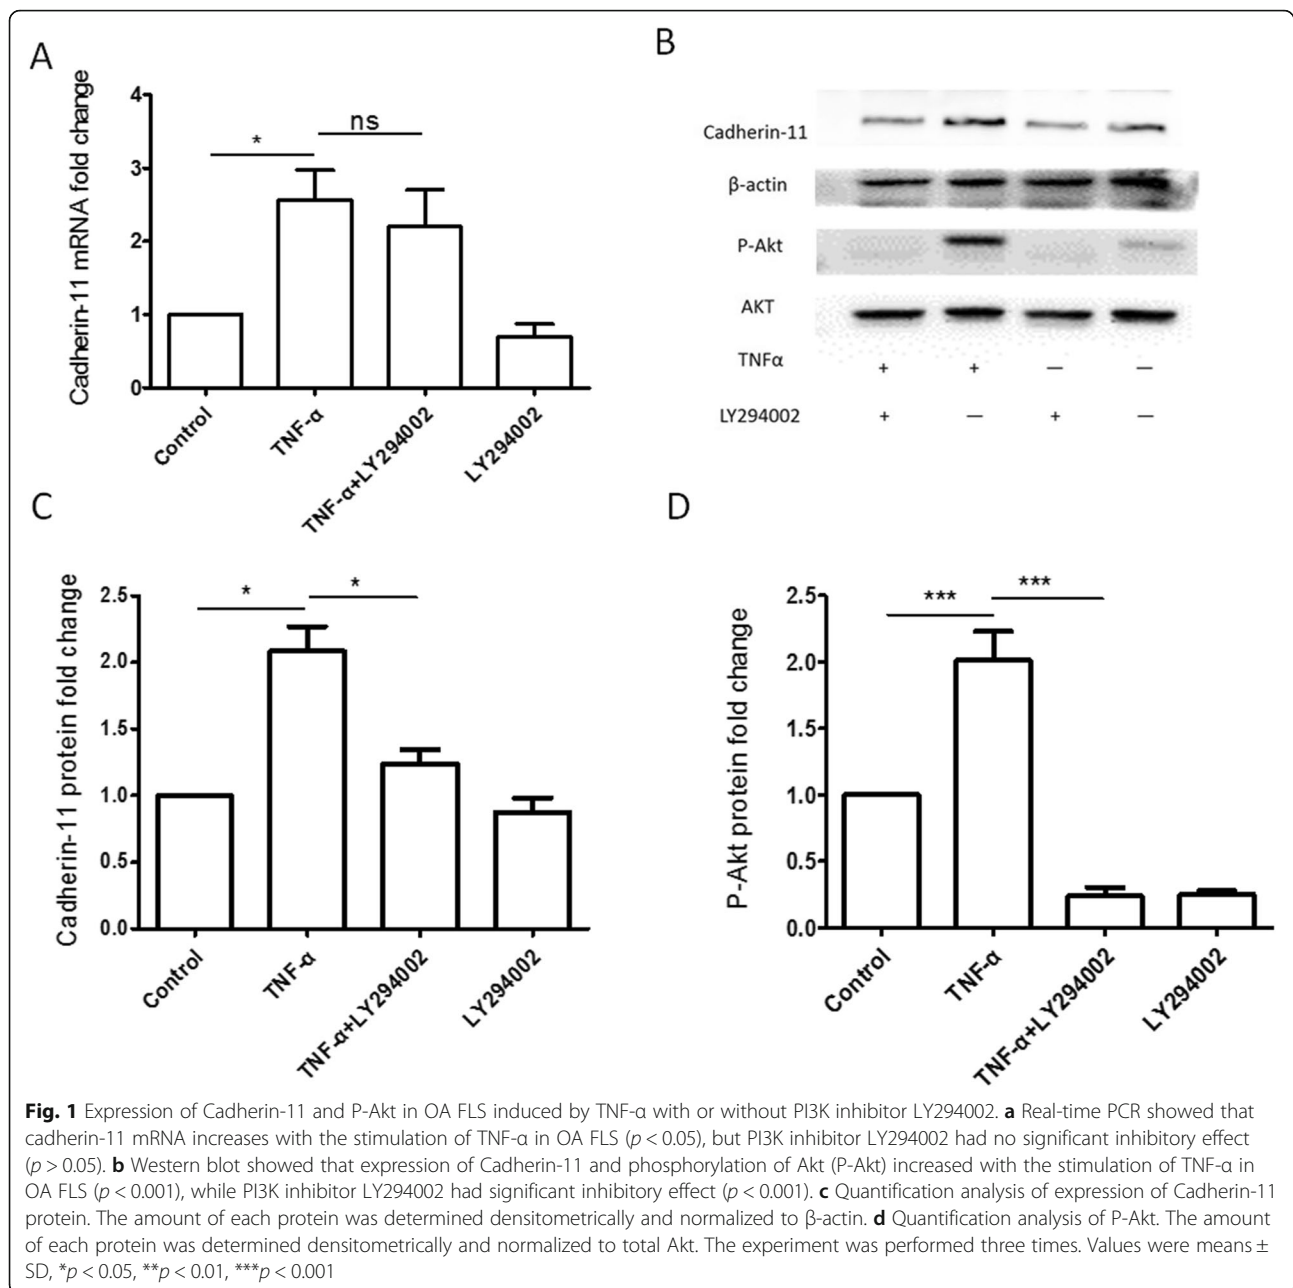 A
Cadherin-11 mRNA fold change
4
3
2
1
0
*
ns
Control
TNF-α
TNF-α+LY294002
LY294002
B
Cadherin-11
β-actin
P-Akt
AKT
TNFα + + — —
LY294002 + — + —
C
Cadherin-11 protein fold change
2.5
2.0
1.5
1.0
0.5
0.0
*
*
Control
TNF-α
TNF-α+LY294002
LY294002
D
P-Akt protein fold change
2.5
2.0
1.5
1.0
0.5
0.0
***
***
Control
TNF-α
TNF-α+LY294002
LY294002
Fig. 1 Expression of Cadherin-11 and P-Akt in OA FLS induced by TNF-α with or without PI3K inhibitor LY294002. a Real-time PCR showed that
cadherin-11 mRNA increases with the stimulation of TNF-α in OA FLS (p < 0.05), but PI3K inhibitor LY294002 had no significant inhibitory effect
(p > 0.05). b Western blot showed that expression of Cadherin-11 and phosphorylation of Akt (P-Akt) increased with the stimulation of TNF-α in
OA FLS (p < 0.001), while PI3K inhibitor LY294002 had significant inhibitory effect (p < 0.001). c Quantification analysis of expression of Cadherin-11
protein. The amount of each protein was determined densitometrically and normalized to β-actin. d Quantification analysis of P-Akt. The amount
of each protein was determined densitometrically and normalized to total Akt. The experiment was performed three times. Values were means ±
SD, *p < 0.05, **p < 0.01, ***p < 0.001